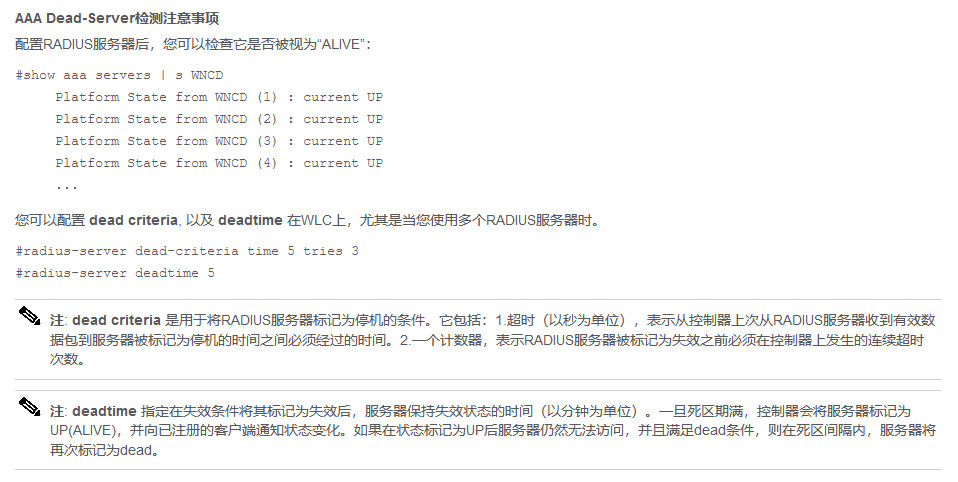 AAA Dead-Server检测注意事项
配置RADIUS服务器后，您可以检查它是否被视为“ALIVE”：
#show aaa servers | s WNCD
Platform State from WNCD (1) : current UP
Platform State from WNCD (2) : current UP
Platform State from WNCD (3) : current UP
Platform State from WNCD (4) : current UP
...
您可以配置 dead criteria, 以及 deadtime 在WLC上，尤其是当您使用多个RADIUS服务器时。
#radius-server dead-criteria time 5 tries 3
#radius-server deadtime 5
注: dead criteria 是用于将RADIUS服务器标记为停机的条件。它包括：1.超时（以秒为单位），表示从控制器上次从RADIUS服务器收到有效数
据包到服务器被标记为停机的时间之间必须经过的时间。2.一个计数器，表示RADIUS服务器被标记为失效之前必须在控制器上发生的连续超时
次数。
注: deadtime 指定在失效条件将其标记为失效后，服务器保持失效状态的时间（以分钟为单位）。一旦死区期满，控制器会将服务器标记为
UP(ALIVE)，并向已注册的客户端通知状态变化。如果在状态标记为UP后服务器仍然无法访问，并且满足dead条件，则在死区间隔内，服务器将
再次标记为dead。